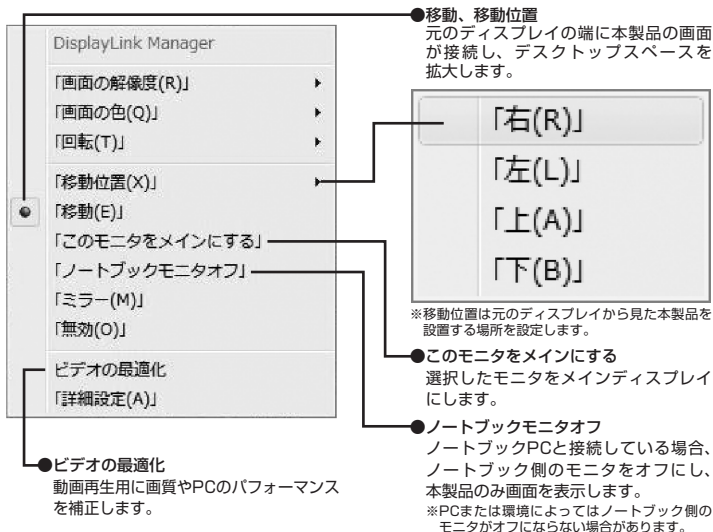 DisplayLink Manager
「画面の解像度(R)」
「画面の色(Q)」
「回転(T)」
「移動位置(X)」
「移動(E)」
「このモニタをメインにする」
「ノートブックモニタオフ」
「ミラー(M)」
「無効(O)」
ビデオの最適化
「詳細設定(A)」
●ビデオの最適化
動画再生用に画質やPCのパフォーマンス
を補正します。
●移動、移動位置
元のディスプレイの端に本製品の画面
が接続し、デスクトップスペースを
拡大します。
「右(R)」
「左(L)」
「上(A)」
「下(B)」
※移動位置は元のディスプレイから見た本製品を
設置する場所を設定します。
●このモニタをメインにする
選択したモニタをメインディスプレイ
にします。
●ノートブックモニタオフ
ノートブックPCと接続している場合、
ノートブック側のモニタをオフにし、
本製品のみ画面を表示します。
※PCまたは環境によってはノートブック側の
モニタがオフにならない場合があります。